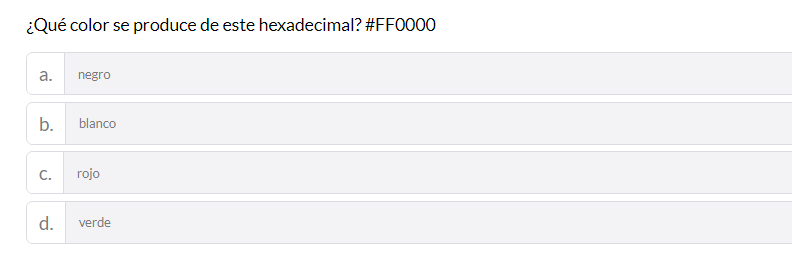 ¿Qué color se produce de este hexadecimal? #FF0000
a. negro
b. blanco
c. rojo
d. verde